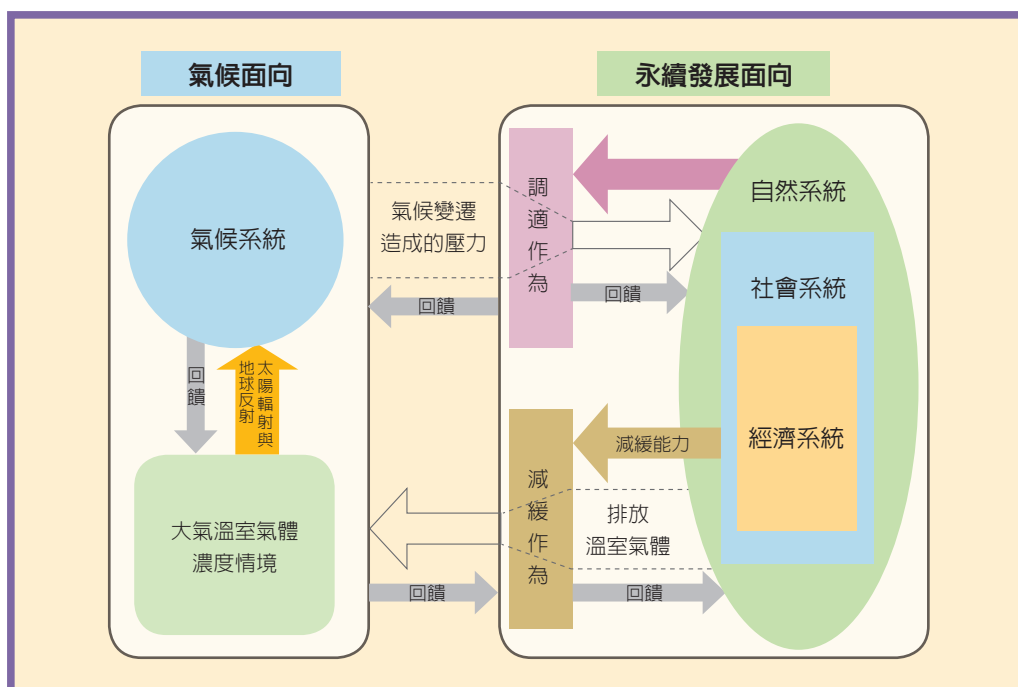 氣候面向
永續發展面向
氣候系統
氣候變遷
造成的壓力
調適作為
自然系統
社會系統
經濟系統
回饋
回饋
回饋
太陽輻射與
地球反射
大氣溫室氣體
濃度情境
減緩作為
減緩能力
排放
溫室氣體
回饋
回饋